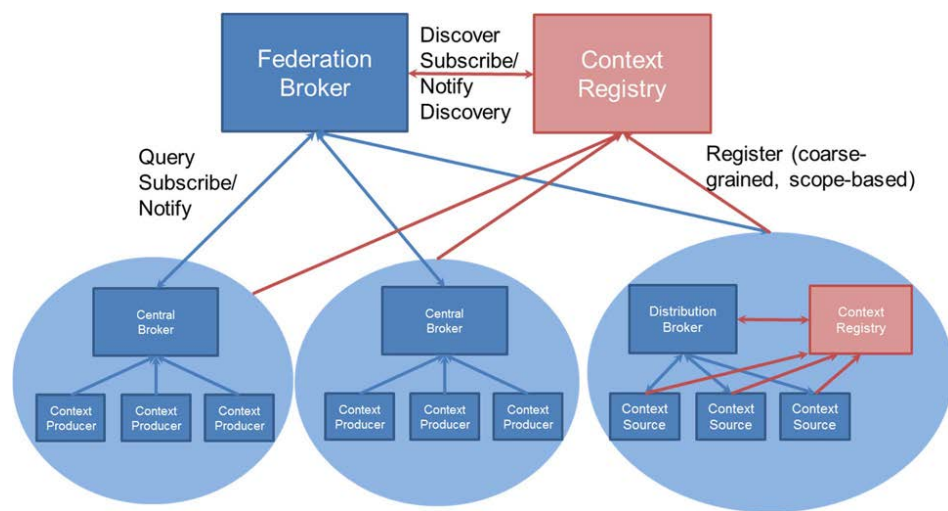 Federation
Broker
Discover
Subscribe/
Notify
Discovery
Context
Registry
Query
Subscribe/
Notify
Register (coarse-
grained, scope-based)
Central
Broker
Context
Producer
Context
Producer
Context
Producer
Central
Broker
Context
Producer
Context
Producer
Context
Producer
Distribution
Broker
Context
Registry
Context
Source
Context
Source
Context
Source